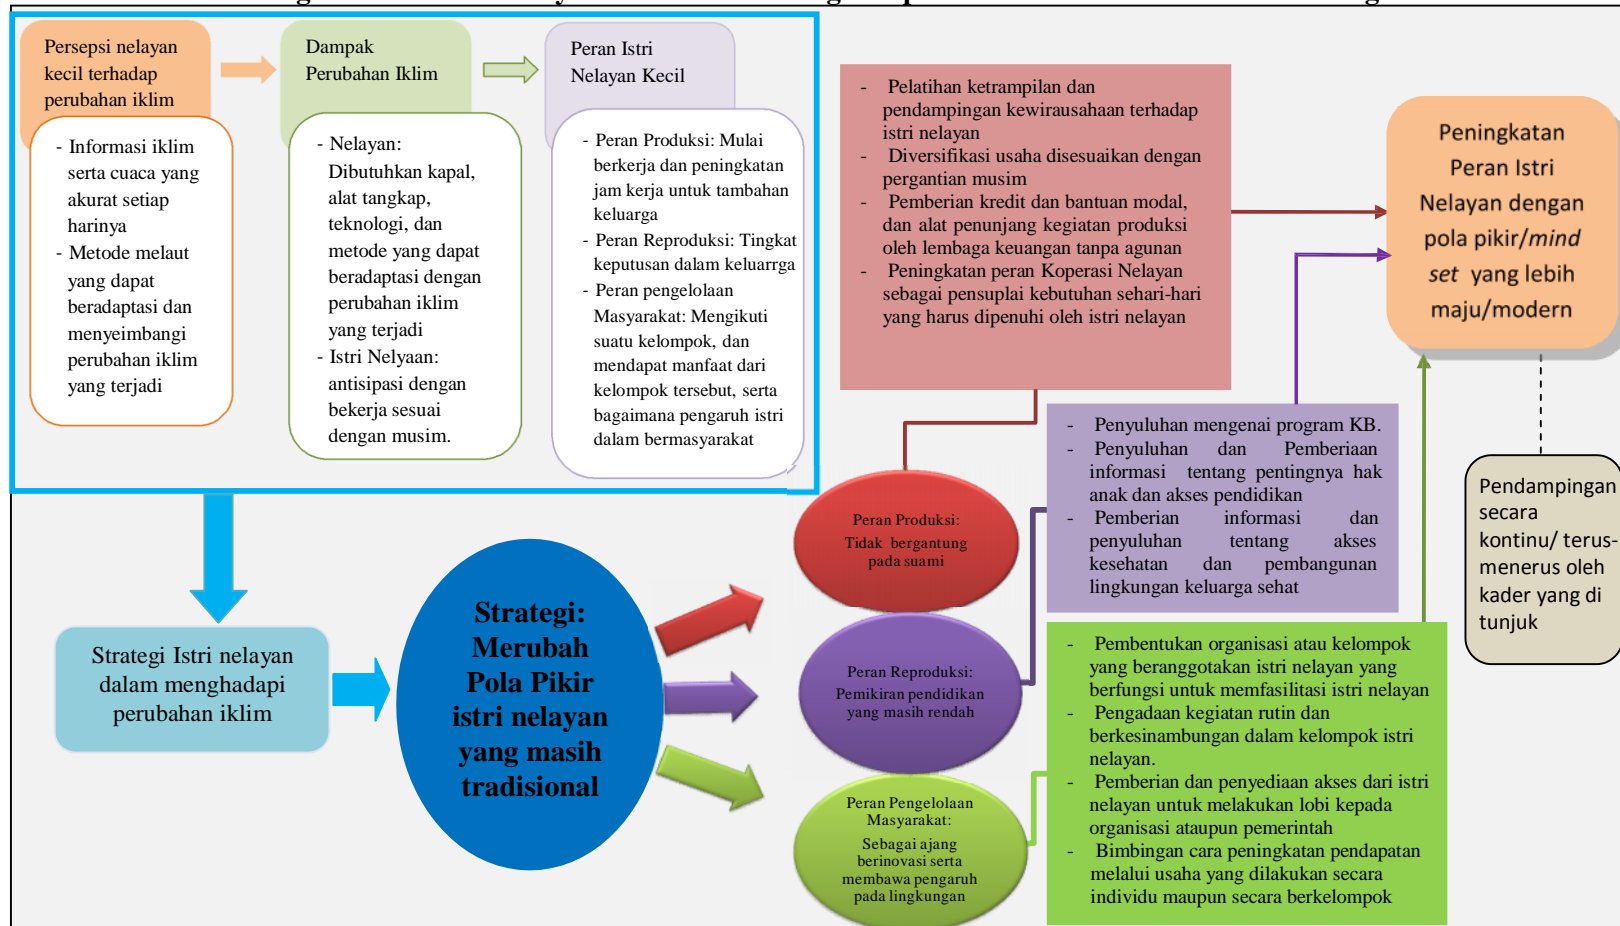 Persepsi nelayan
kecil terhadap
perubahan iklim
- Informasi iklim
serta cuaca yang
akurat setiap
harinya
- Metode melaut
yang dapat
beradaptasi dan
menyeimbangi
perubahan iklim
yang terjadi
Dampak
Perubahan Iklim
- Nelayan:
Dibutuhkan kapal,
alat tangkap,
teknologi, dan
metode yang dapat
beradaptasi dengan
perubahan iklim
yang terjadi
- Istri Nelyaan:
antisipasi dengan
bekerja sesuai
dengan musim.
Peran Istri
Nelayan Kecil
- Peran Produksi: Mulai
berkerja dan peningkatan
jam kerja untuk tambahan
keluarga
- Peran Reproduksi: Tingkat
keputusan dalam keluarrga
- Peran pengelolaan
Masyarakat: Mengikuti
suatu kelompok, dan
mendapat manfaat dari
kelompok tersebut, serta
bagaimana pengaruh istri
dalam bermasyarakat
Strategi Istri nelayan
dalam menghadapi
perubahan iklim
Strategi:
Merubah
Pola Pikir
istri nelayan
yang masih
tradisional
Peran Produksi:
Tidak bergantung
pada suami
Peran Reproduksi:
Pemikiran pendidikan
yang masih rendah
Peran Pengelolaan
Masyarakat:
Sebagai ajang
berinovasi serta
membawa pengaruh
pada lingkungan
- Pelatihan ketrampilan dan
pendampingan kewirausahaan terhadap
istri nelayan
- Diversifikasi usaha disesuaikan dengan
pergantian musim
- Pemberian kredit dan bantuan modal,
dan alat penunjang kegiatan produksi
oleh lembaga keuangan tanpa agunan
- Peningkatan peran Koperasi Nelayan
sebagai pensuplai kebutuhan sehari-hari
yang harus dipenuhi oleh istri nelayan
- Penyuluhan mengenai program KB.
- Penyuluhan dan Pemberiaan
informasi tentang pentingnya hak
anak dan akses pendidikan
- Pemberian informasi dan
penyuluhan tentang akses
kesehatan dan pembangunan
lingkungan keluarga sehat
- Pembentukan organisasi atau kelompok
yang beranggotakan istri nelayan yang
berfungsi untuk memfasilitasi istri nelayan
- Pengadaan kegiatan rutin dan
berkesinambungan dalam kelompok istri
nelayan.
- Pemberian dan penyediaan akses dari istri
nelayan untuk melakukan lobi kepada
organisasi ataupun pemerintah
- Bimbingan cara peningkatan pendapatan
melalui usaha yang dilakukan secara
individu maupun secara berkelompok
Peningkatan
Peran Istri
Nelayan dengan
pola pikir/mind
set yang lebih
maju/modern
Pendampingan
secara
kontinu/ terus-
menerus oleh
kader yang di
tunjuk